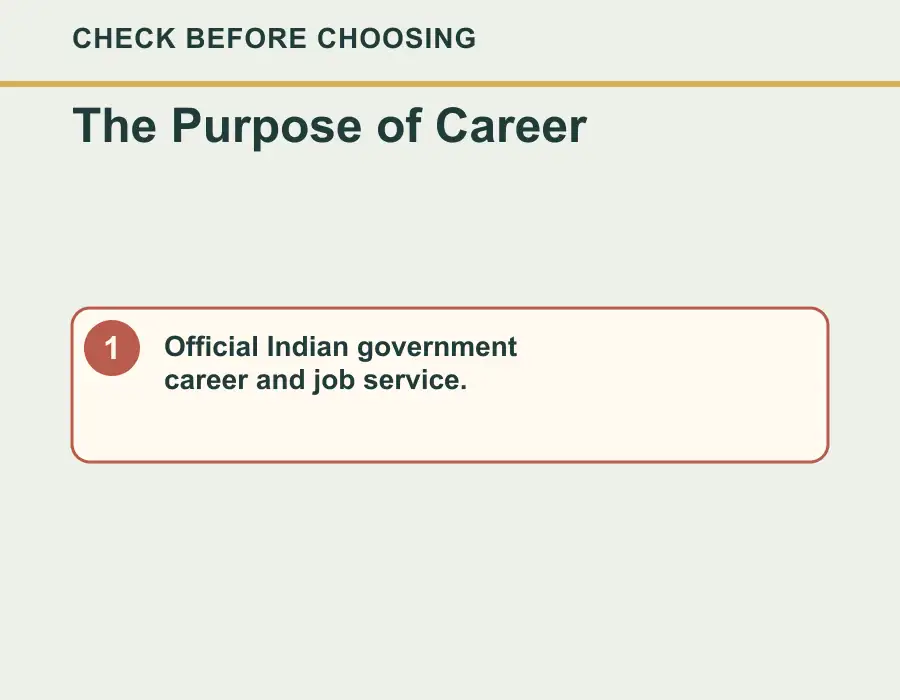 CHECK BEFORE CHOOSING
The Purpose of Career
1
Official Indian government
career and job service.